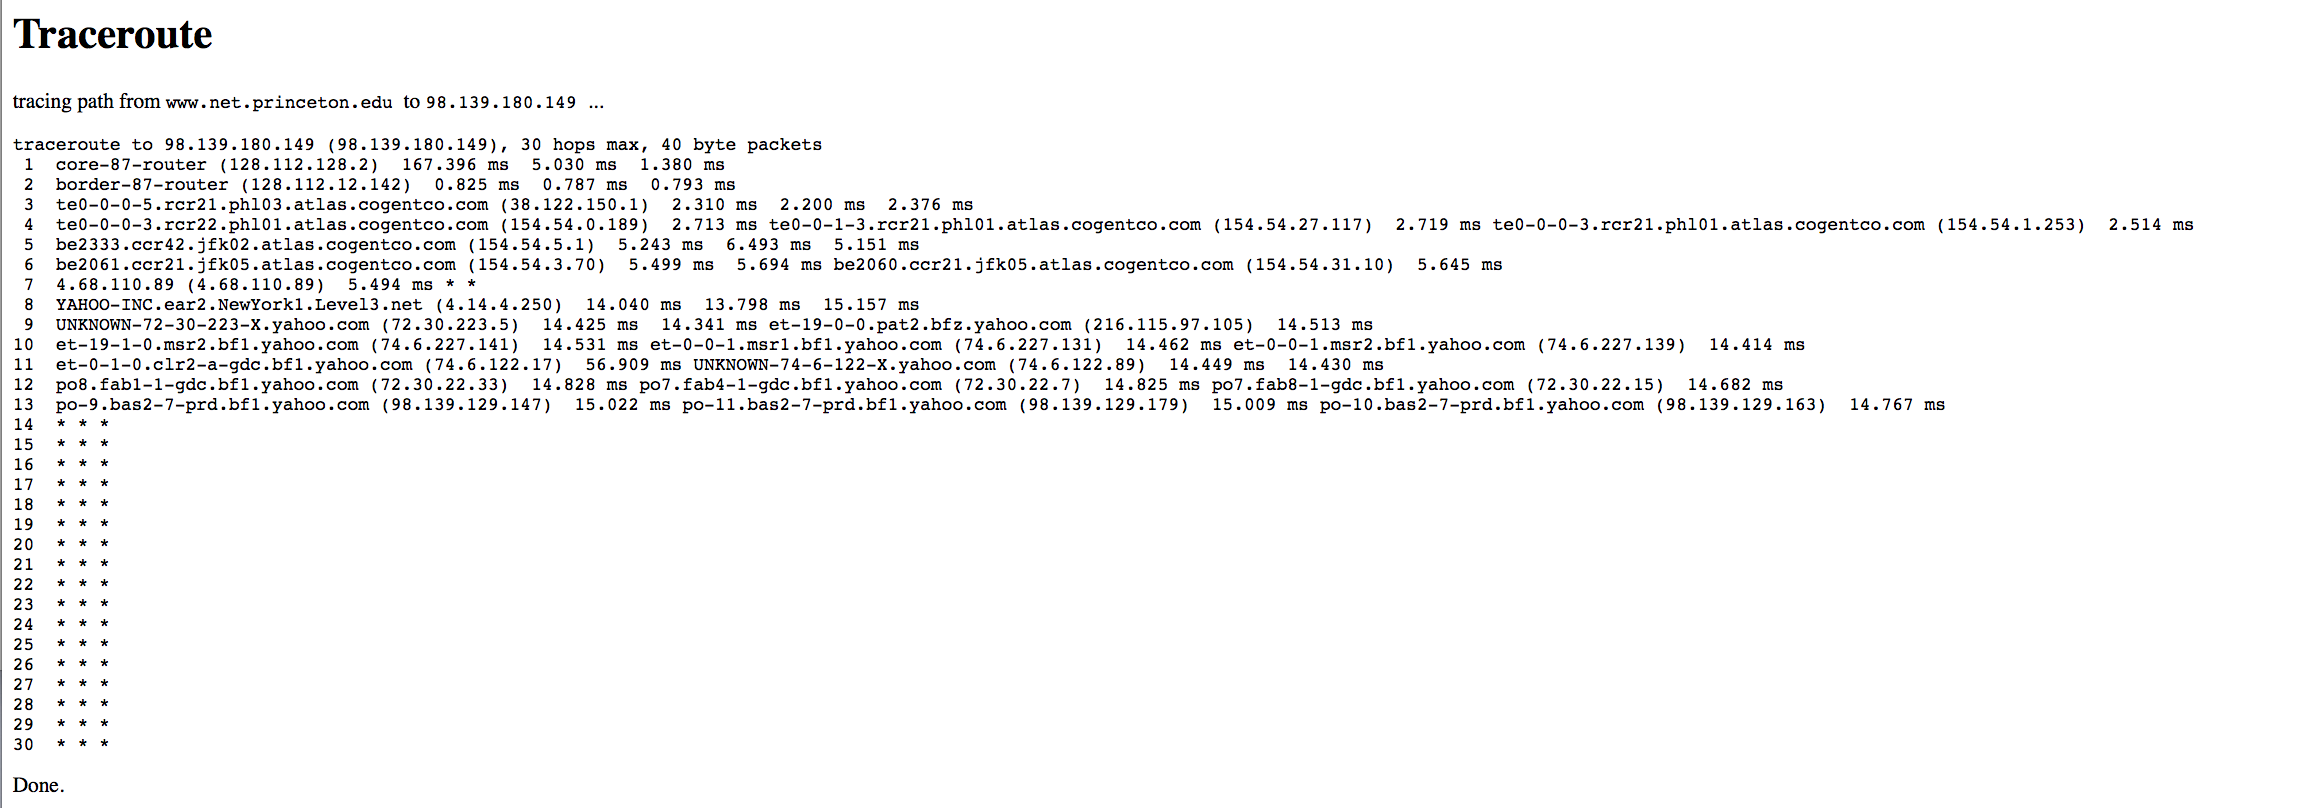 Traceroute
tracing path from www.net.princeton.edu to 98.139.180.149 ...
traceroute to 98.139.180.149 (98.139.180.149), 30 hops max, 40 byte packets
1 core-87-router (128.112.128.2) 167.396 ms 5.030 ms 1.380 ms
2 border-87-router (128.112.12.142) 0.825 ms 0.787 ms 0.793 ms
3 te0-0-0-5.rcr21.phl03.atlas.cogentco.com (38.122.150.1) 2.310 ms 2.200 ms 2.376 ms
4 te0-0-0-3.rcr22.phl01.atlas.cogentco.com (154.54.0.189) 2.713 ms te0-0-1-3.rcr21.phl01.atlas.cogentco.com (154.54.27.117) 2.719 ms te0-0-0-3.rcr21.phl01.atlas.cogentco.com (154.54.1.253) 2.514 ms
5 be2333.ccr42.jfk02.atlas.cogentco.com (154.54.5.1) 5.243 ms 6.493 ms 5.151 ms
6 be2061.ccr21.jfk05.atlas.cogentco.com (154.54.3.70) 5.499 ms 5.694 ms be2060.ccr21.jfk05.atlas.cogentco.com (154.54.31.10) 5.645 ms
7 4.68.110.89 (4.68.110.89) 5.494 ms * *
8 YAHOO-INC.ear2.NewYork1.Level3.net (4.14.4.250) 14.040 ms 13.798 ms 15.157 ms
9 UNKNOWN-72-30-223-X.yahoo.com (72.30.223.5) 14.425 ms 14.341 ms et-19-0-0.pat2.bfz.yahoo.com (216.115.97.105) 14.513 ms
10 et-19-1-0.msr2.bf1.yahoo.com (74.6.227.141) 14.531 ms et-0-0-1.msr1.bf1.yahoo.com (74.6.227.131) 14.462 ms et-0-0-1.msr2.bf1.yahoo.com (74.6.227.139) 14.414 ms
11 et-0-1-0.clr2-a-gdc.bf1.yahoo.com (74.6.122.17) 56.909 ms UNKNOWN-74-6-122-X.yahoo.com (74.6.122.89) 14.449 ms 14.430 ms
12 po8.fab1-1-gdc.bf1.yahoo.com (72.30.22.33) 14.828 ms po7.fab4-1-gdc.bf1.yahoo.com (72.30.22.7) 14.825 ms po7.fab8-1-gdc.bf1.yahoo.com (72.30.22.15) 14.682 ms
13 po-9.bas2-7-prd.bf1.yahoo.com (98.139.129.147) 15.022 ms po-11.bas2-7-prd.bf1.yahoo.com (98.139.129.179) 15.009 ms po-10.bas2-7-prd.bf1.yahoo.com (98.139.129.163) 14.767 ms
14 * * *
15 * * *
16 * * *
17 * * *
18 * * *
19 * * *
20 * * *
21 * * *
22 * * *
23 * * *
24 * * *
25 * * *
26 * * *
27 * * *
28 * * *
29 * * *
30 * * *
Done.